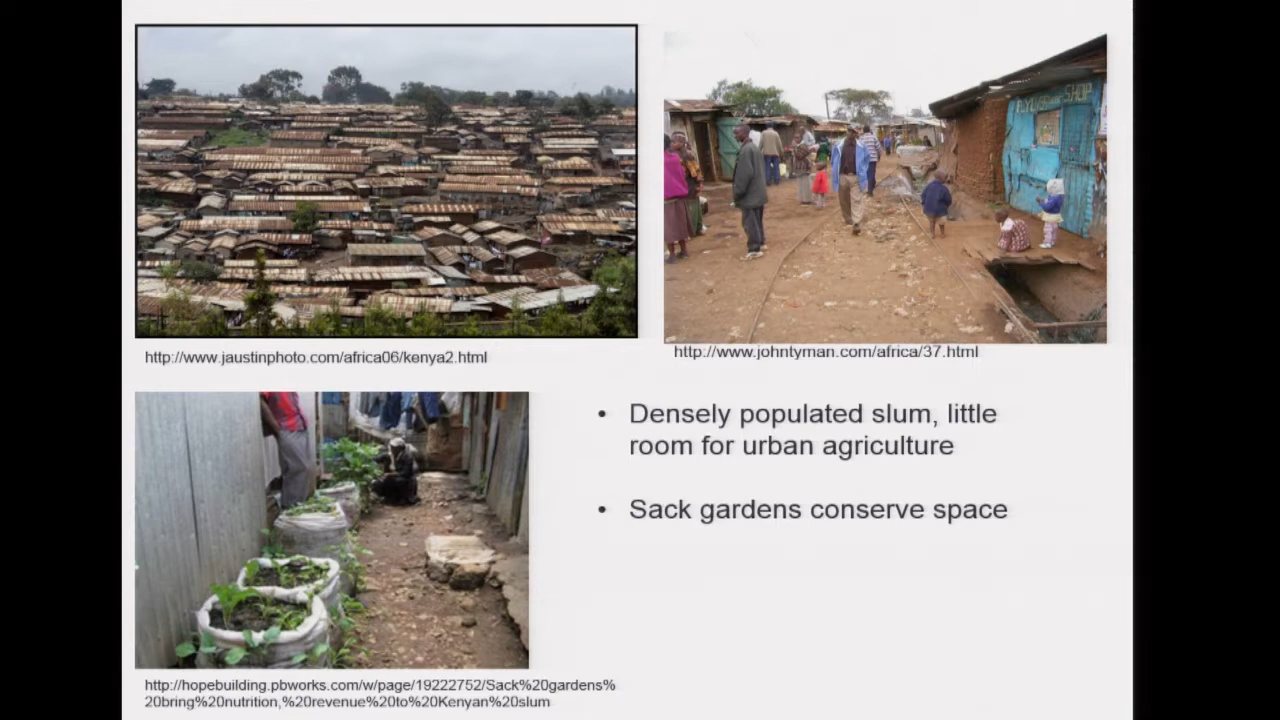 SHOP
http://www.jaustinphoto.com/africa06/kenya2.html
http://www.johntyman.com/africa/37.html
• Densely populated slum, little
room for urban agriculture
• Sack gardens conserve space
http://hopebuilding.pbworks.com/w/page/19222752/Sack%20gardens%
20bring%20nutrition,%20revenue%20to%20Kenyan%20slum